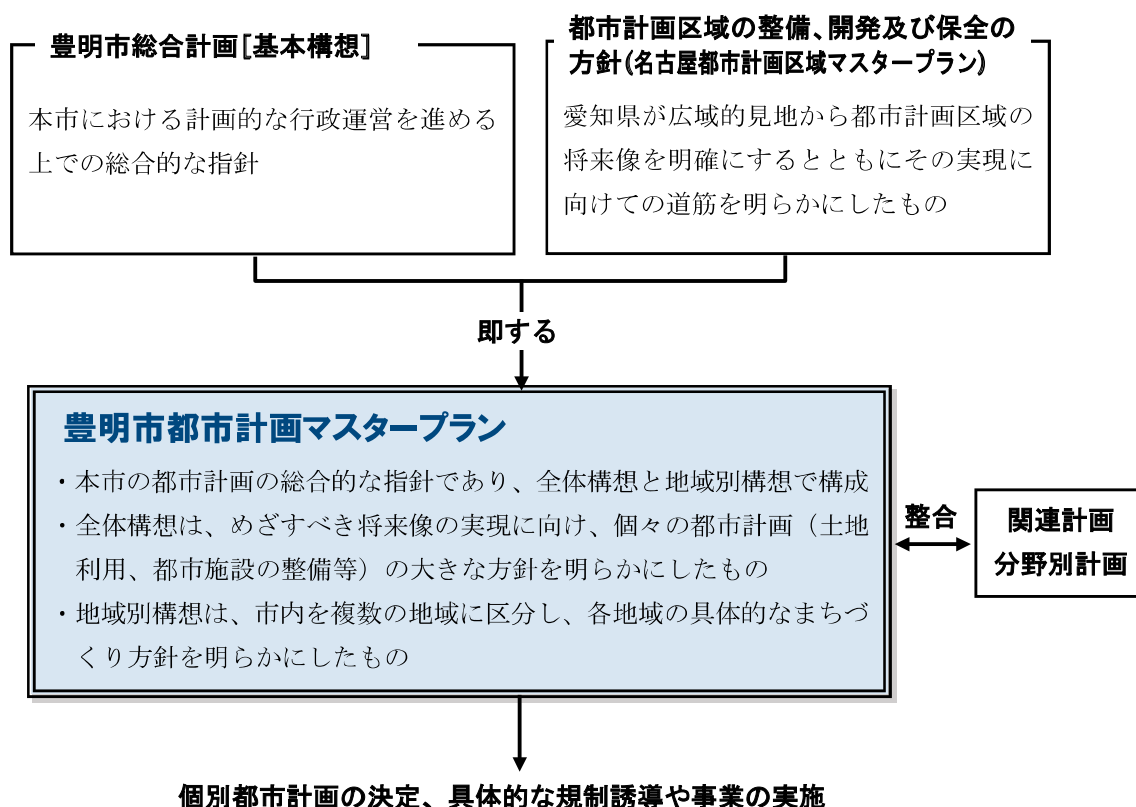 豊明市総合計画[基本構想]
本市における計画的な行政運営を進める
上での総合的な指針
都市計画区域の整備、開発及び保全の
方針(名古屋都市計画区域マスタープラン)
愛知県が広域的見地から都市計画区域の
将来像を明確にするとともにその実現に
向けての道筋を明らかにしたもの
即する
豊明市都市計画マスタープラン
・本市の都市計画の総合的な指針であり、全体構想と地域別構想で構成
・全体構想は、めざすべき将来像の実現に向け、個々の都市計画（土地
利用、都市施設の整備等）の大きな方針を明らかにしたもの
・地域別構想は、市内を複数の地域に区分し、各地域の具体的なまちづ
くり方針を明らかにしたもの
整合
関連計画
分野別計画
個別都市計画の決定、具体的な規制誘導や事業の実施